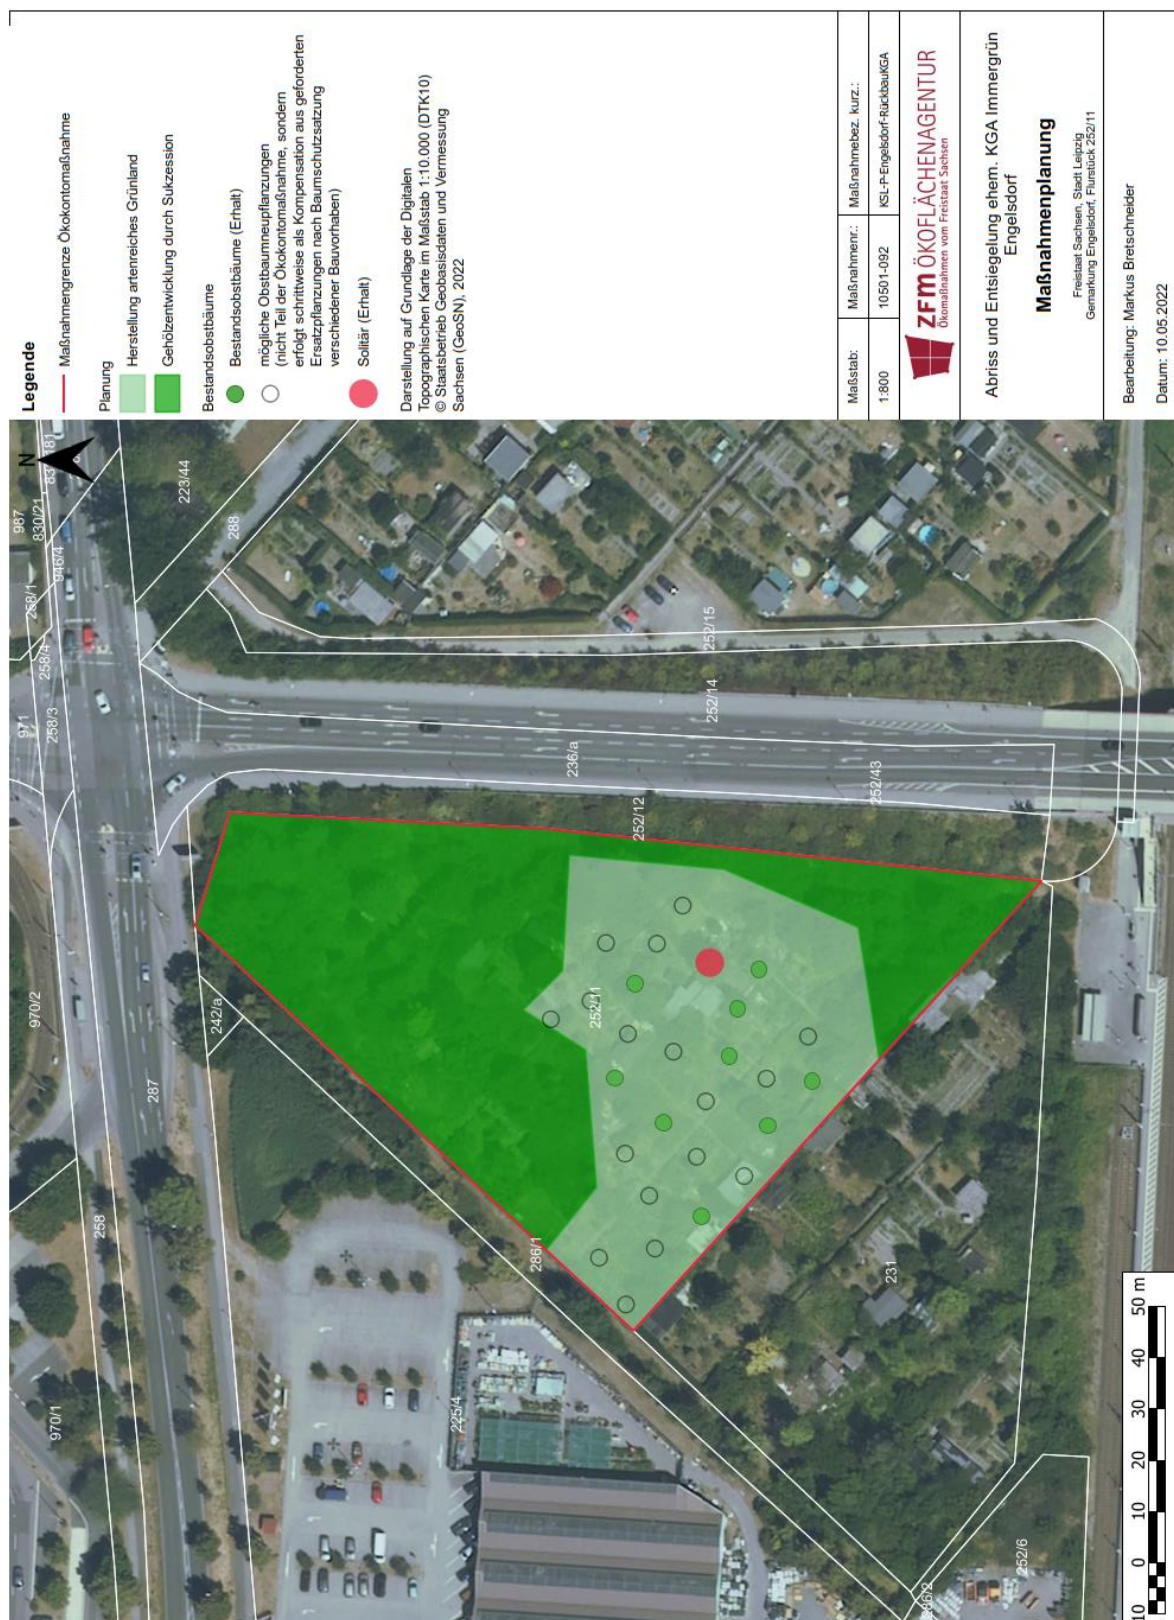 Legende
Maßnahmengrenze Ökokontomaßnahme
Planung
Herstellung artenreiches Grünland
Gehölzentwicklung durch Sukzession
Bestandsobstbäume
Bestandsobstbäume (Erhalt)
mögliche Obstbaumneupflanzungen
(nicht Teil der Ökokontomaßnahme, sondern
erfolgt schrittweise als Kompensation aus geforderten
Ersatzpflanzungen nach Baumschutzsatzung
verschiedener Bauvorhaben)
Solitär (Erhalt)
Darstellung auf Grundlage der Digitalen
Topographischen Karte im Maßstab 1:10.000 (DTK10)
© Staatsbetrieb Geobasisdaten und Vermessung
Sachsen (GeoSN), 2022
Maßstab:
Maßnahmenr.:
Maßnahmebez. kurz.:
1:800
10501-092
KSL-P-Engelsdorf-RückbauKGA
ZFM ÖKOFLÄCHENAGENTUR
Ökomaßnahmen vom Freistaat Sachsen
Abriss und Entsiegelung ehem. KGA Immergrün
Engelsdorf
Maßnahmenplanung
Freistaat Sachsen, Stadt Leipzig
Gemarkung Engelsdorf, Flurstück 252/11
Bearbeitung: Markus Bretschneider
Datum: 10.05.2022
N
970/1
970/2
971
258/3
258/4
258/1
987
830/21
946/4
258
287
242/a
223/44
288
286/1
225/4
252/11
252/12
236/a
252/14
252/15
252/43
231
252/6
286/2
10 0 10 20 30 40 50 m